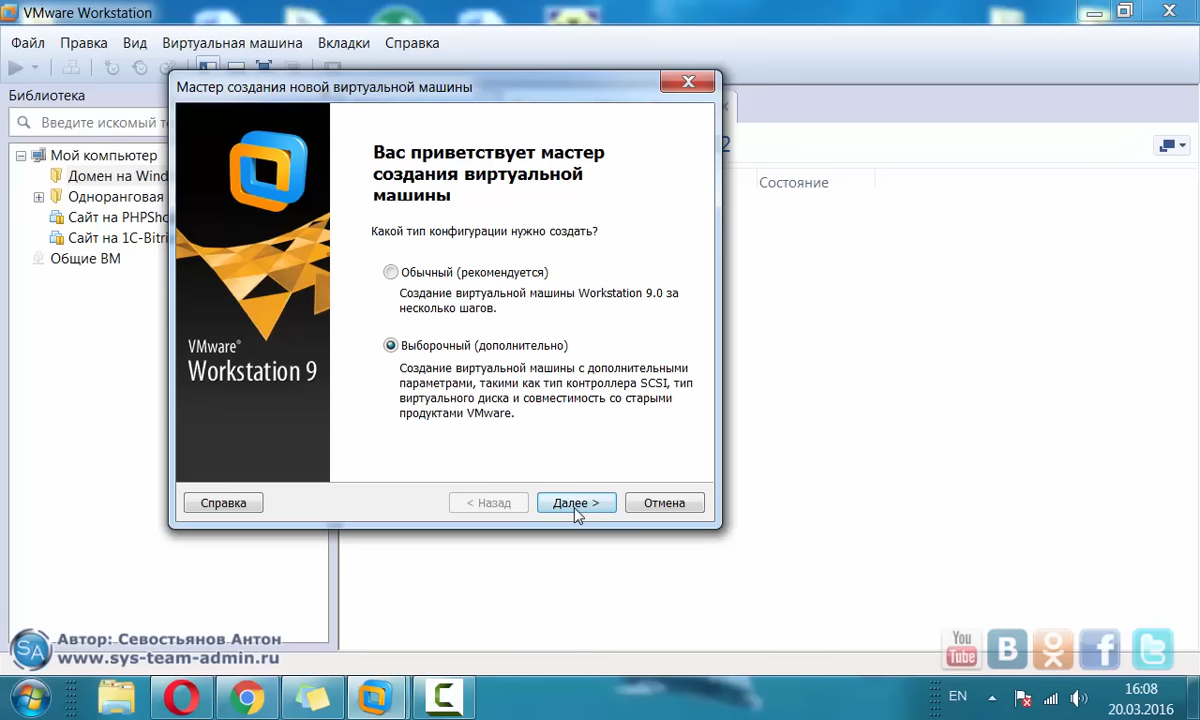 VMware Workstation
Файл Правка Вид Виртуальная машина Вкладки Справка
Библиотека
Введите искомый
Мой компьютер
Домен на Wind
Одноранговая
Сайт на PHPSho
Сайт на 1C-Bitri
Общие ВМ
Состояние
Мастер создания новой виртуальной машины
Вас приветствует мастер
создания виртуальной
машины
Какой тип конфигурации нужно создать?
Обычный (рекомендуется)
Создание виртуальной машины Workstation 9.0 за
несколько шагов.
Выборочный (дополнительно)
Создание виртуальной машины с дополнительными
параметрами, такими как тип контроллера SCSI, тип
виртуального диска и совместимость со старыми
продуктами VMware.
VMware®
Workstation 9
Справка
< Назад
Далее >
Отмена
Автор: Севостьянов Антон
www.sys-team-admin.ru
You
Tube
EN
16:08
20.03.2016